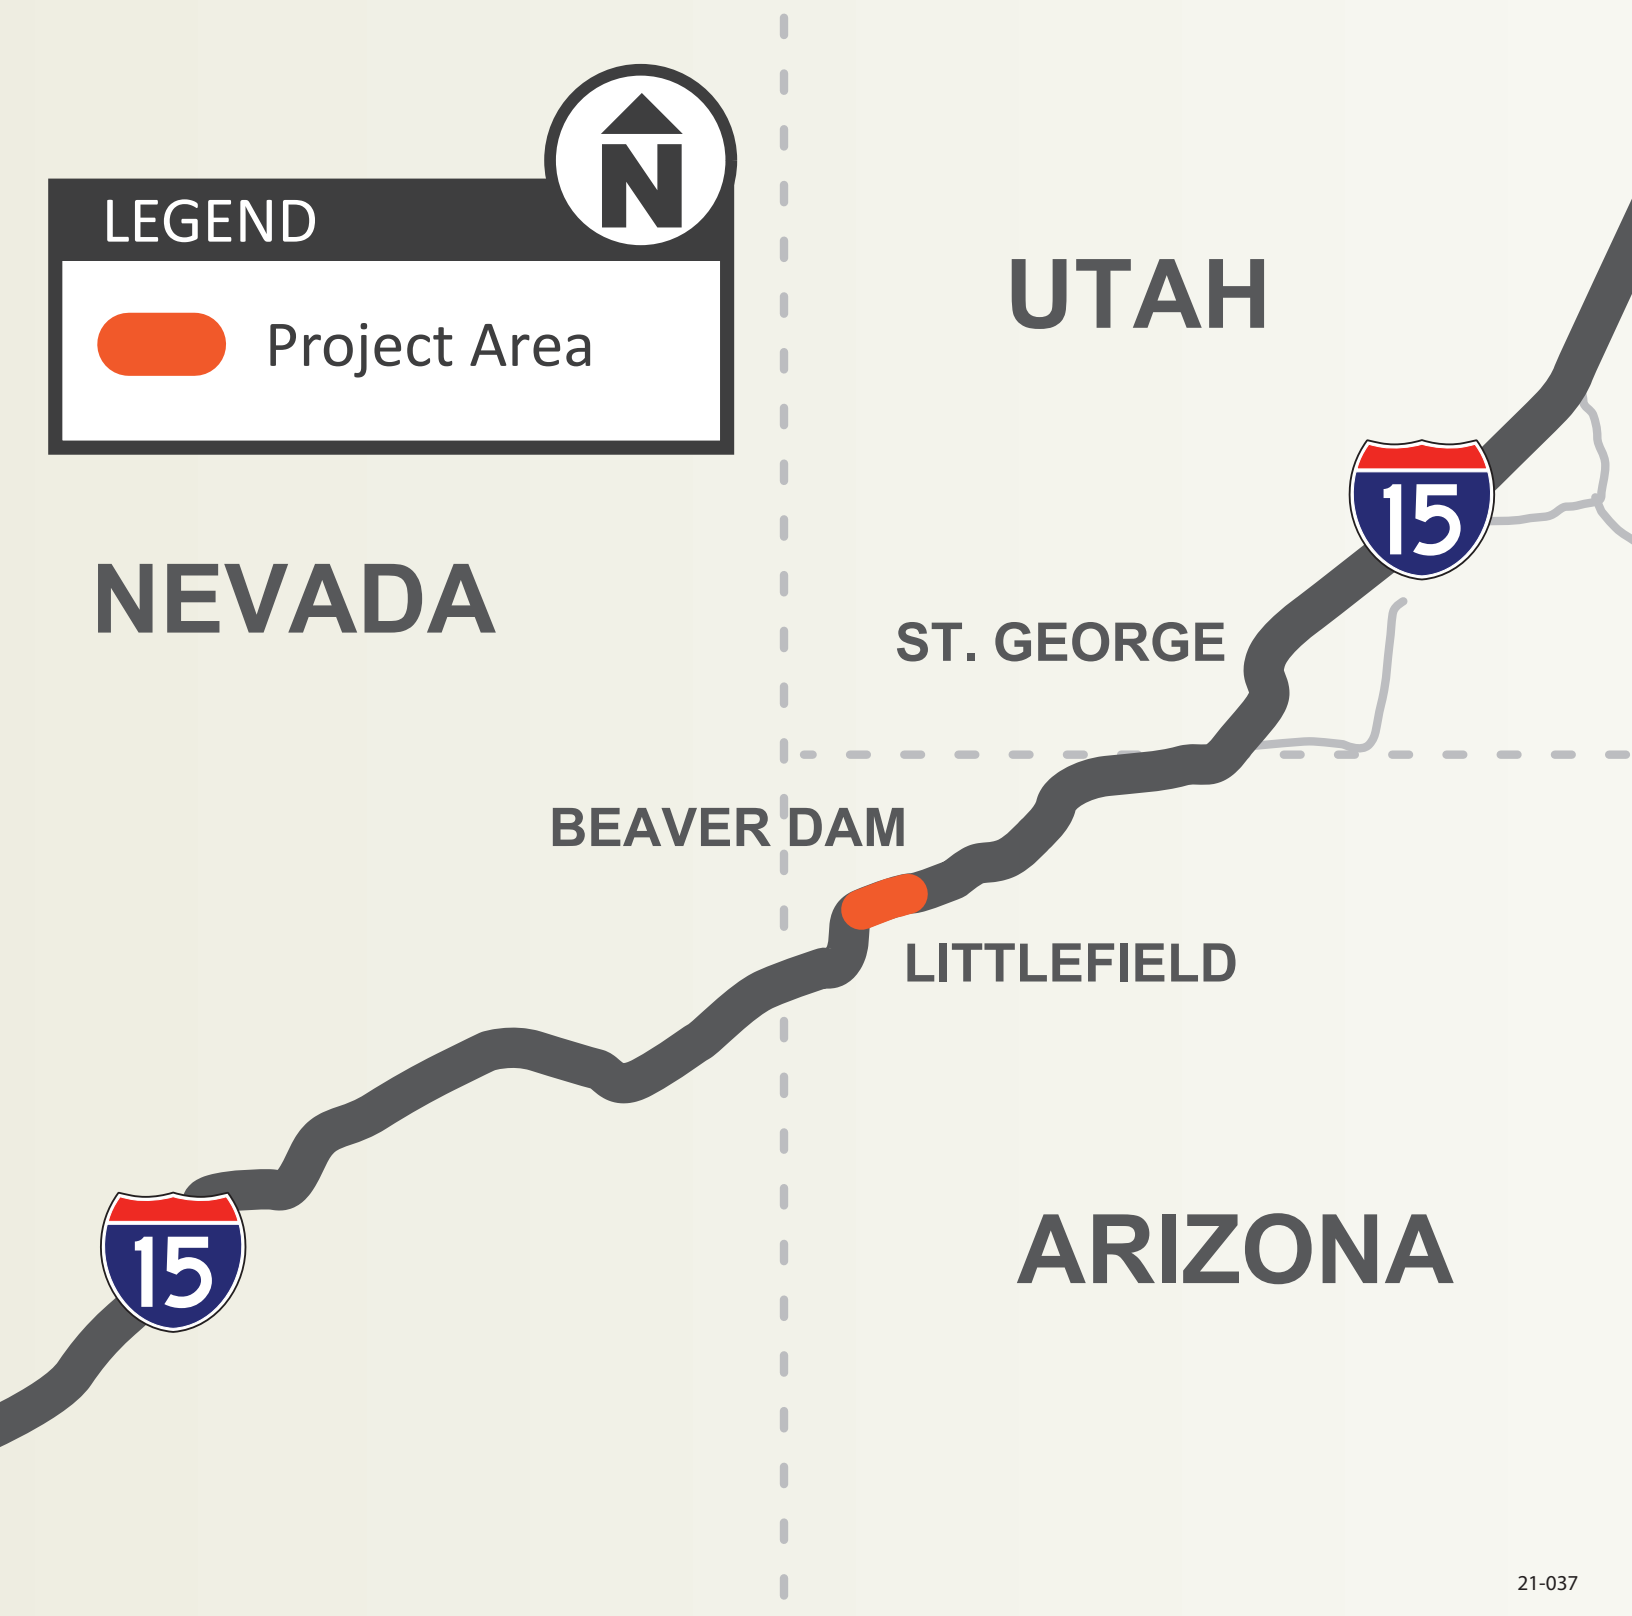 N
LEGEND
Project Area
UTAH
15
NEVADA
ST. GEORGE
BEAVER DAM
LITTLEFIELD
15
ARIZONA
21-037